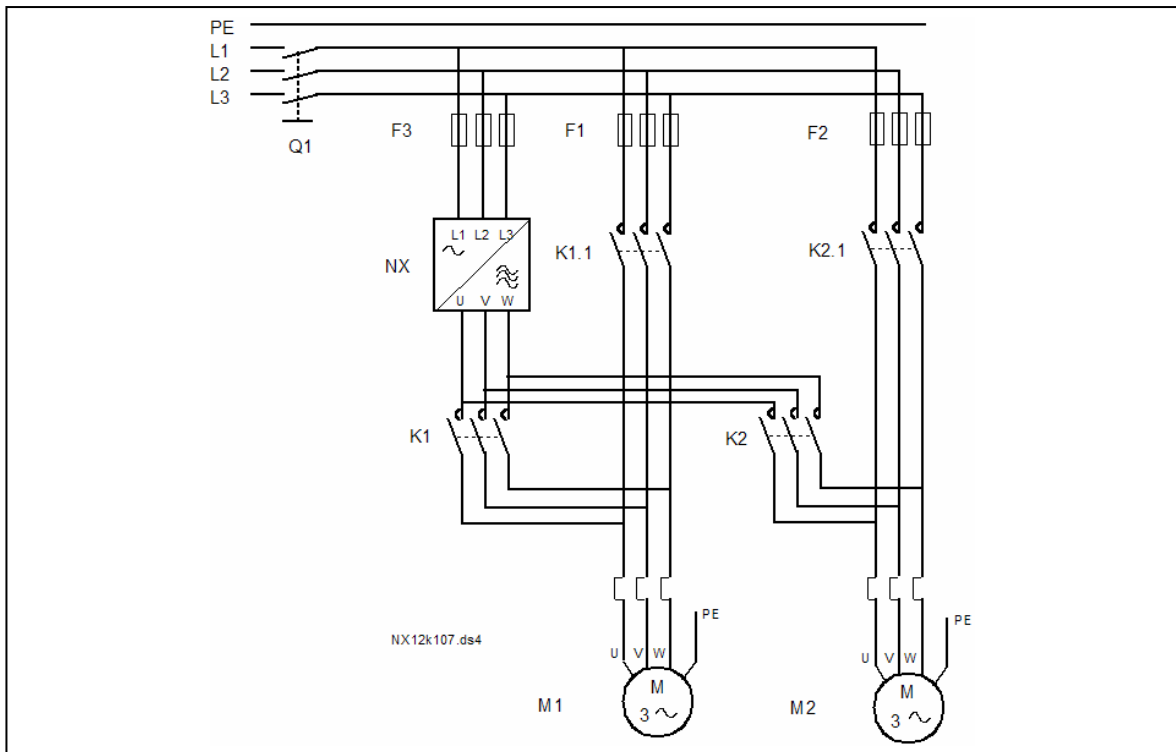 PE
L1
L2
L3
Q1
F3
F1
F2
L1 L2 L3
NX
U V W
K1.1
K2.1
K1
K2
NX12k107.ds4
PE
PE
U V W
U V W
M1
M
3
M2
M
3